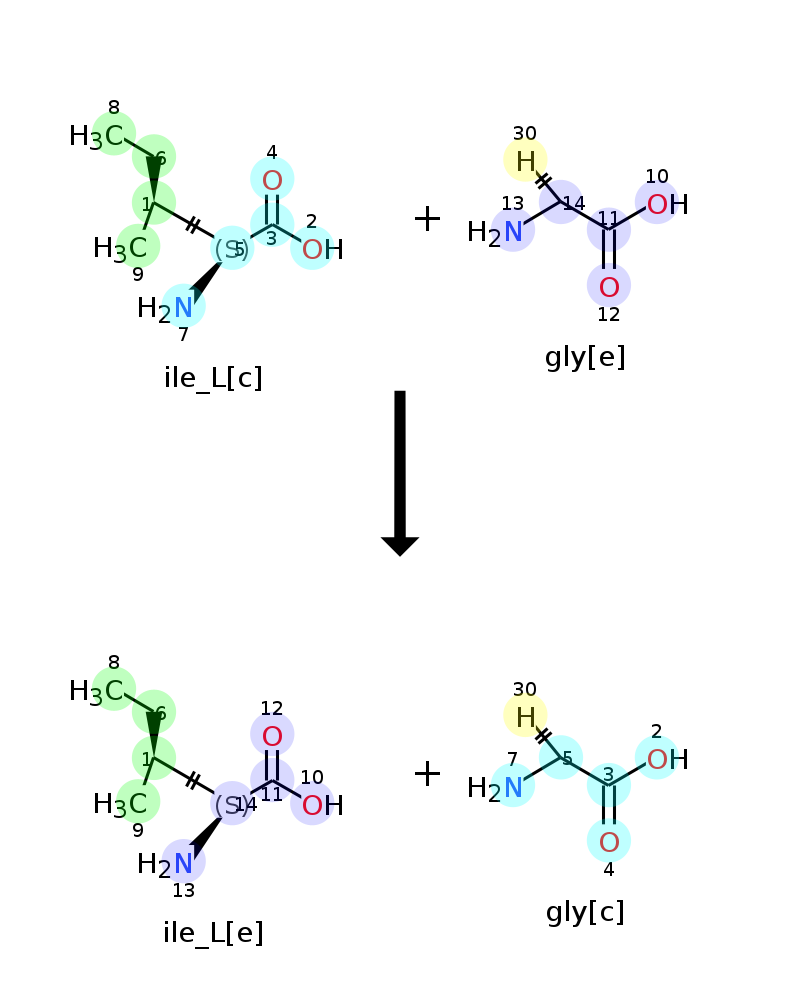 8
H3C
6
4
O
1
3
2
OH
H3C
9
(S)
5
H2N
7
ile_L[c]
+
30
H
10
OH
13
H2N
14
11
O
12
gly[e]
8
H3C
6
12
O
1
11
10
OH
H3C
9
(S)
14
H2N
13
ile_L[e]
+
30
H
2
OH
7
H2N
5
3
O
4
gly[c]